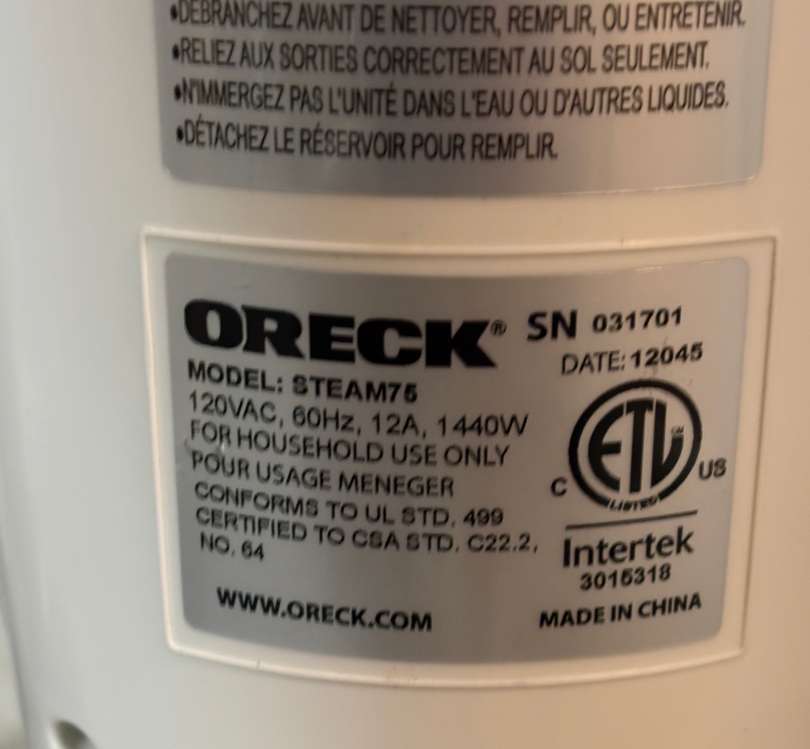 •DÉBRANCHEZ AVANT DE NETTOYER, REMPLIR, OU ENTRETENIR.
•RELIEZ AUX SORTIES CORRECTEMENT AU SOL SEULEMENT.
•N'IMMERGEZ PAS L'UNITÉ DANS L'EAU OU D'AUTRES LIQUIDES.
•DÉTACHEZ LE RÉSERVOIR POUR REMPLIR.
ORECK®
MODEL: STEAM75
120VAC, 60Hz, 12A, 1440W
FOR HOUSEHOLD USE ONLY
POUR USAGE MENEGER
CONFORMS TO UL STD. 499
CERTIFIED TO CSA STD. C22.2,
NO. 64
WWW.ORECK.COM
SN 031701
DATE: 12045
ETL
CM
LISTED
C US
Intertek
3015318
MADE IN CHINA